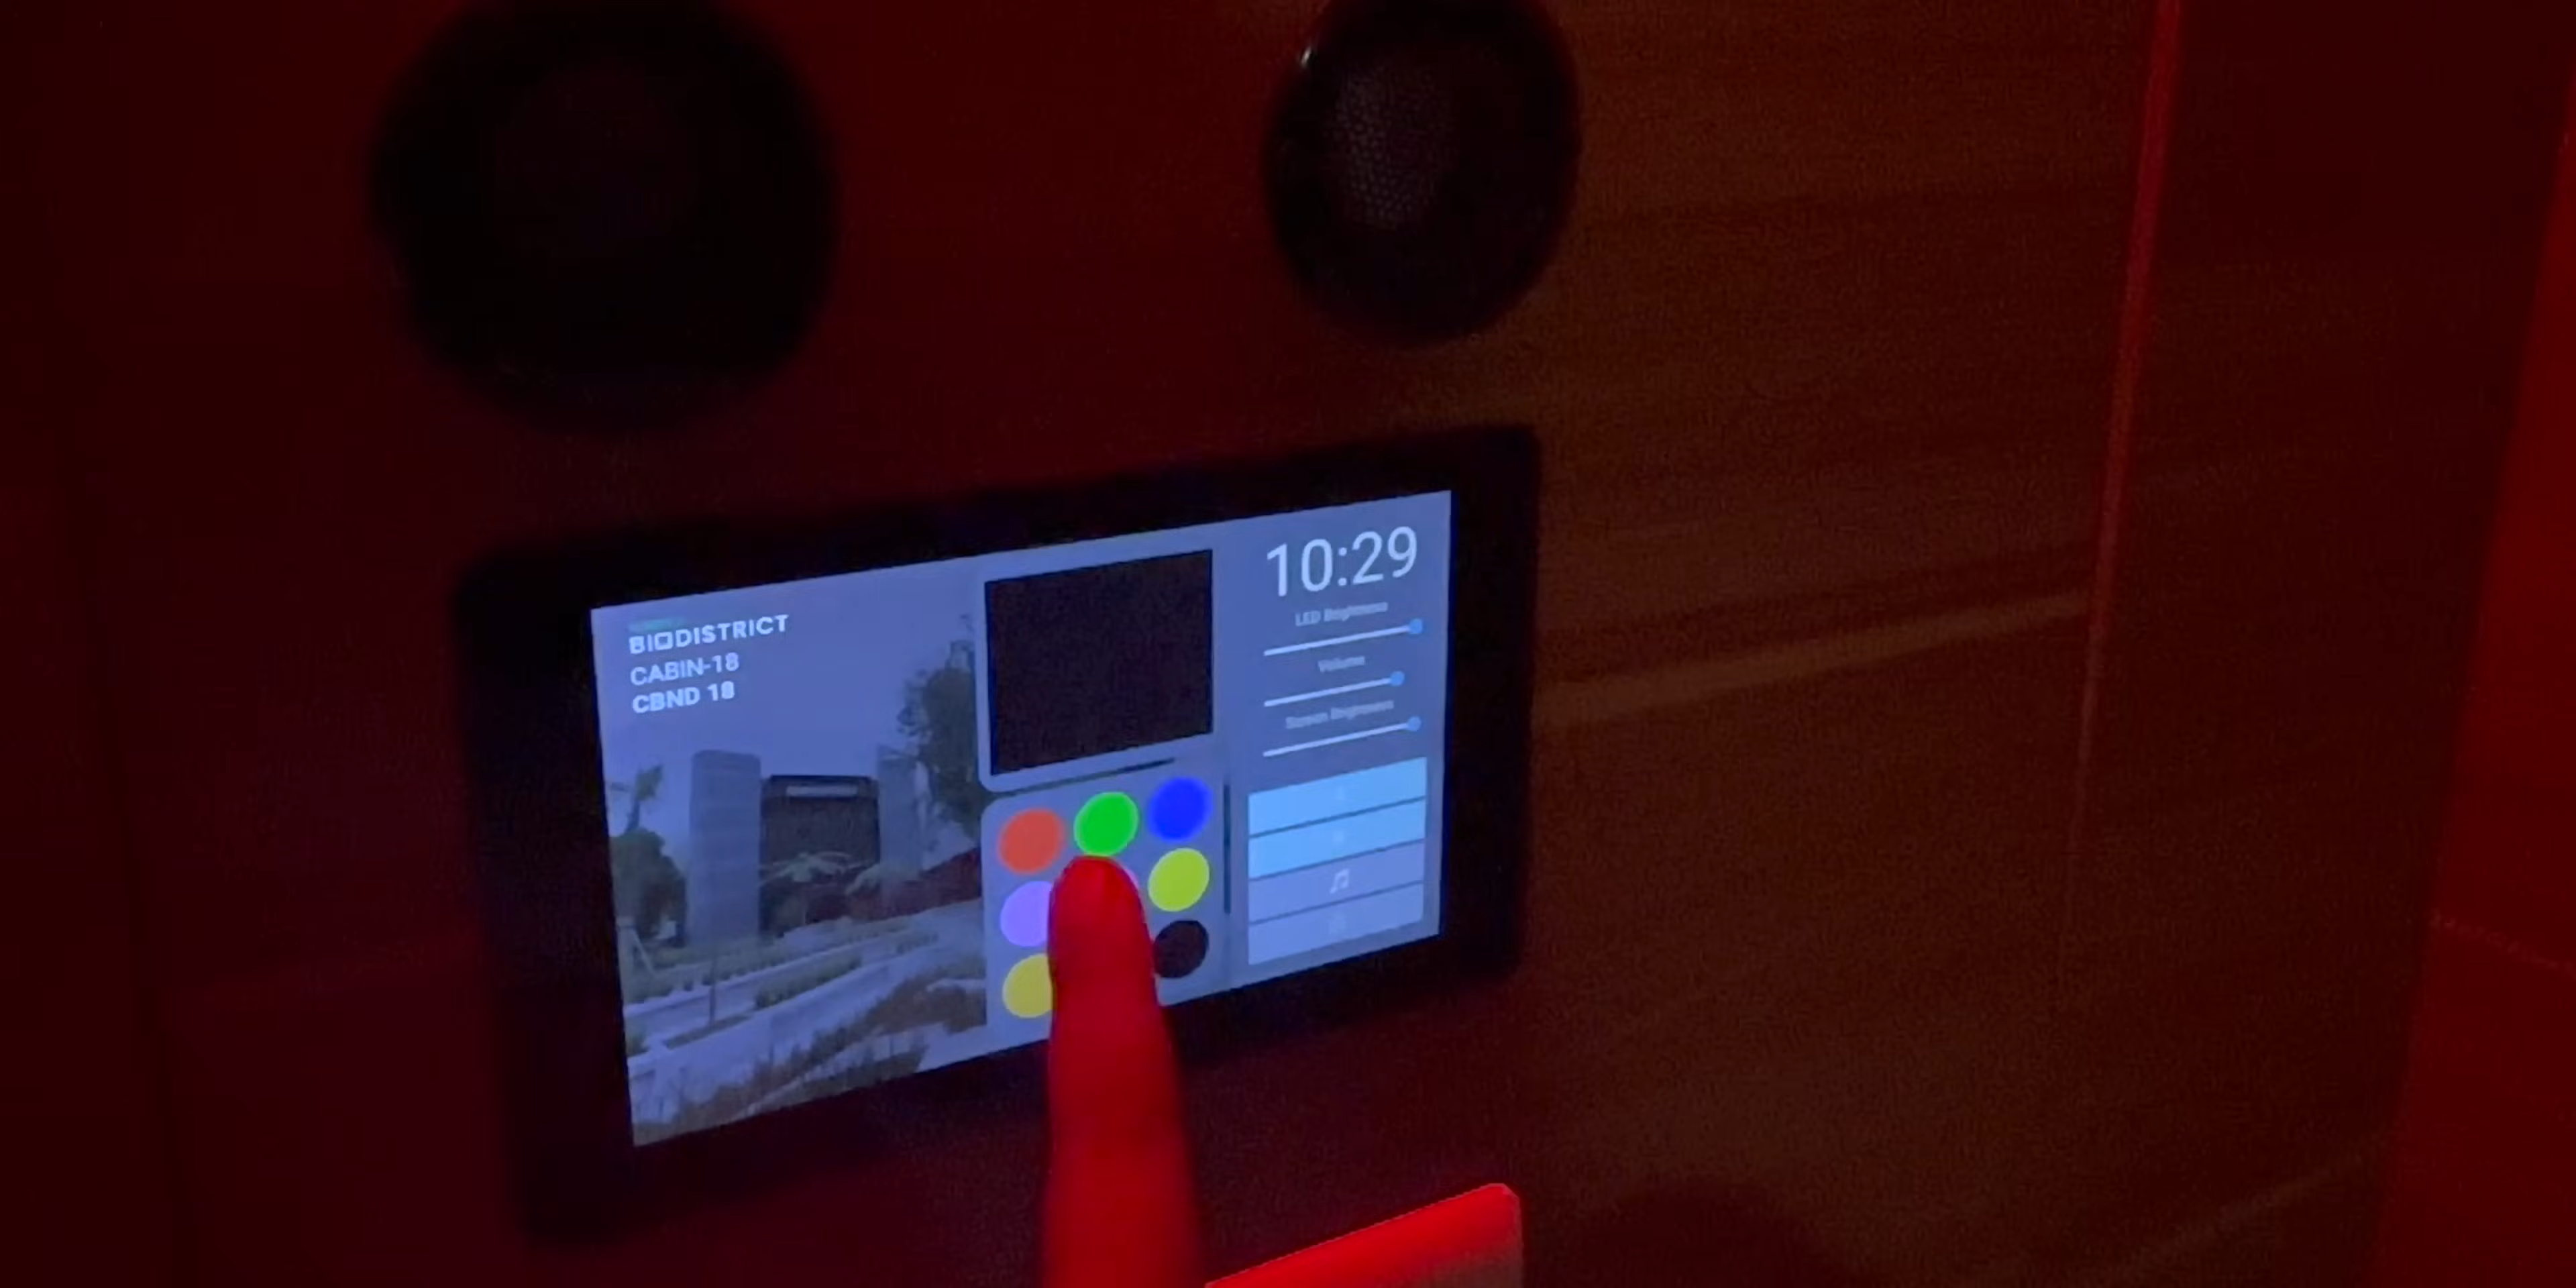 BIODISTRICT
CABIN-18
CBND 18
10:29
LED Brightness
Volume
Screen Brightness